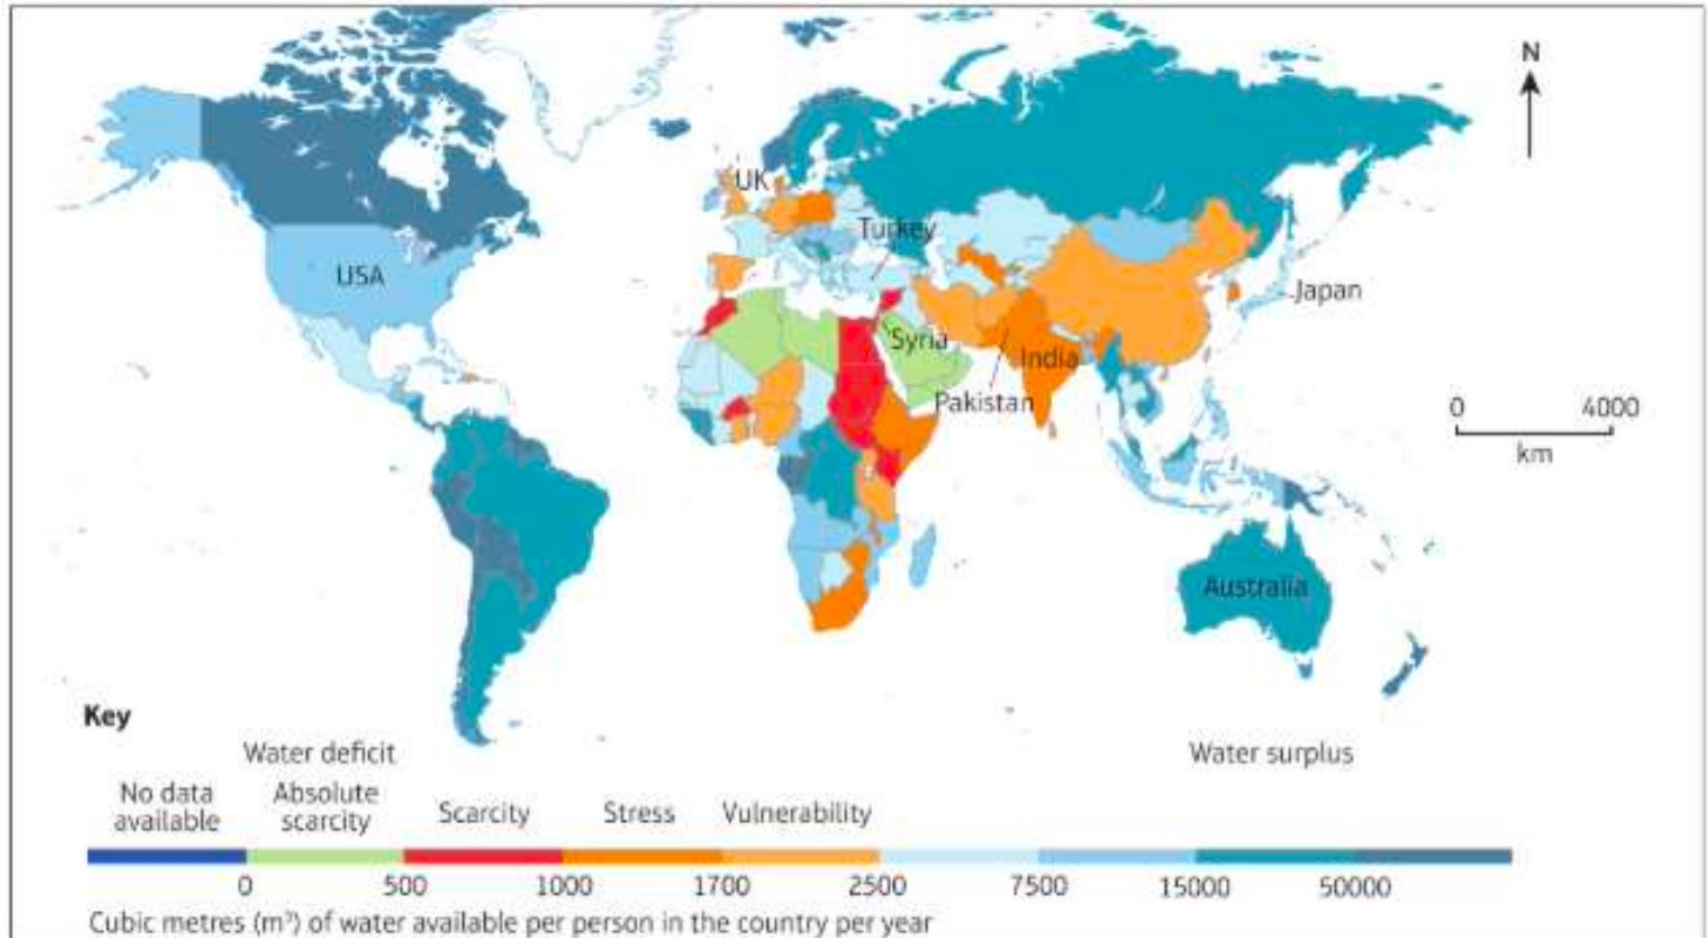 N
UK
Turkey
USA
Japan
Syria
India
Pakistan
0 4000
km
Australia
Key
Water deficit Water surplus
No data available
Absolute scarcity
Scarcity
Stress
Vulnerability
0 500 1000 1700 2500 7500 15000 50000
Cubic metres (m³) of water available per person in the country per year